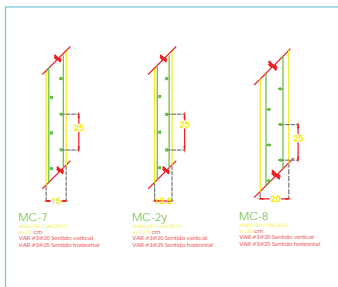 25
25
25
15
12.5
20
MC-7
cm.
VAR.#3@20 Sentido vertical
VAR.#3@25 Sentido horizontal
MC-2y
cm.
VAR.#3@20 Sentido vertical
VAR.#3@25 Sentido horizontal
MC-8
cm.
VAR.#3@20 Sentido vertical
VAR.#3@25 Sentido horizontal